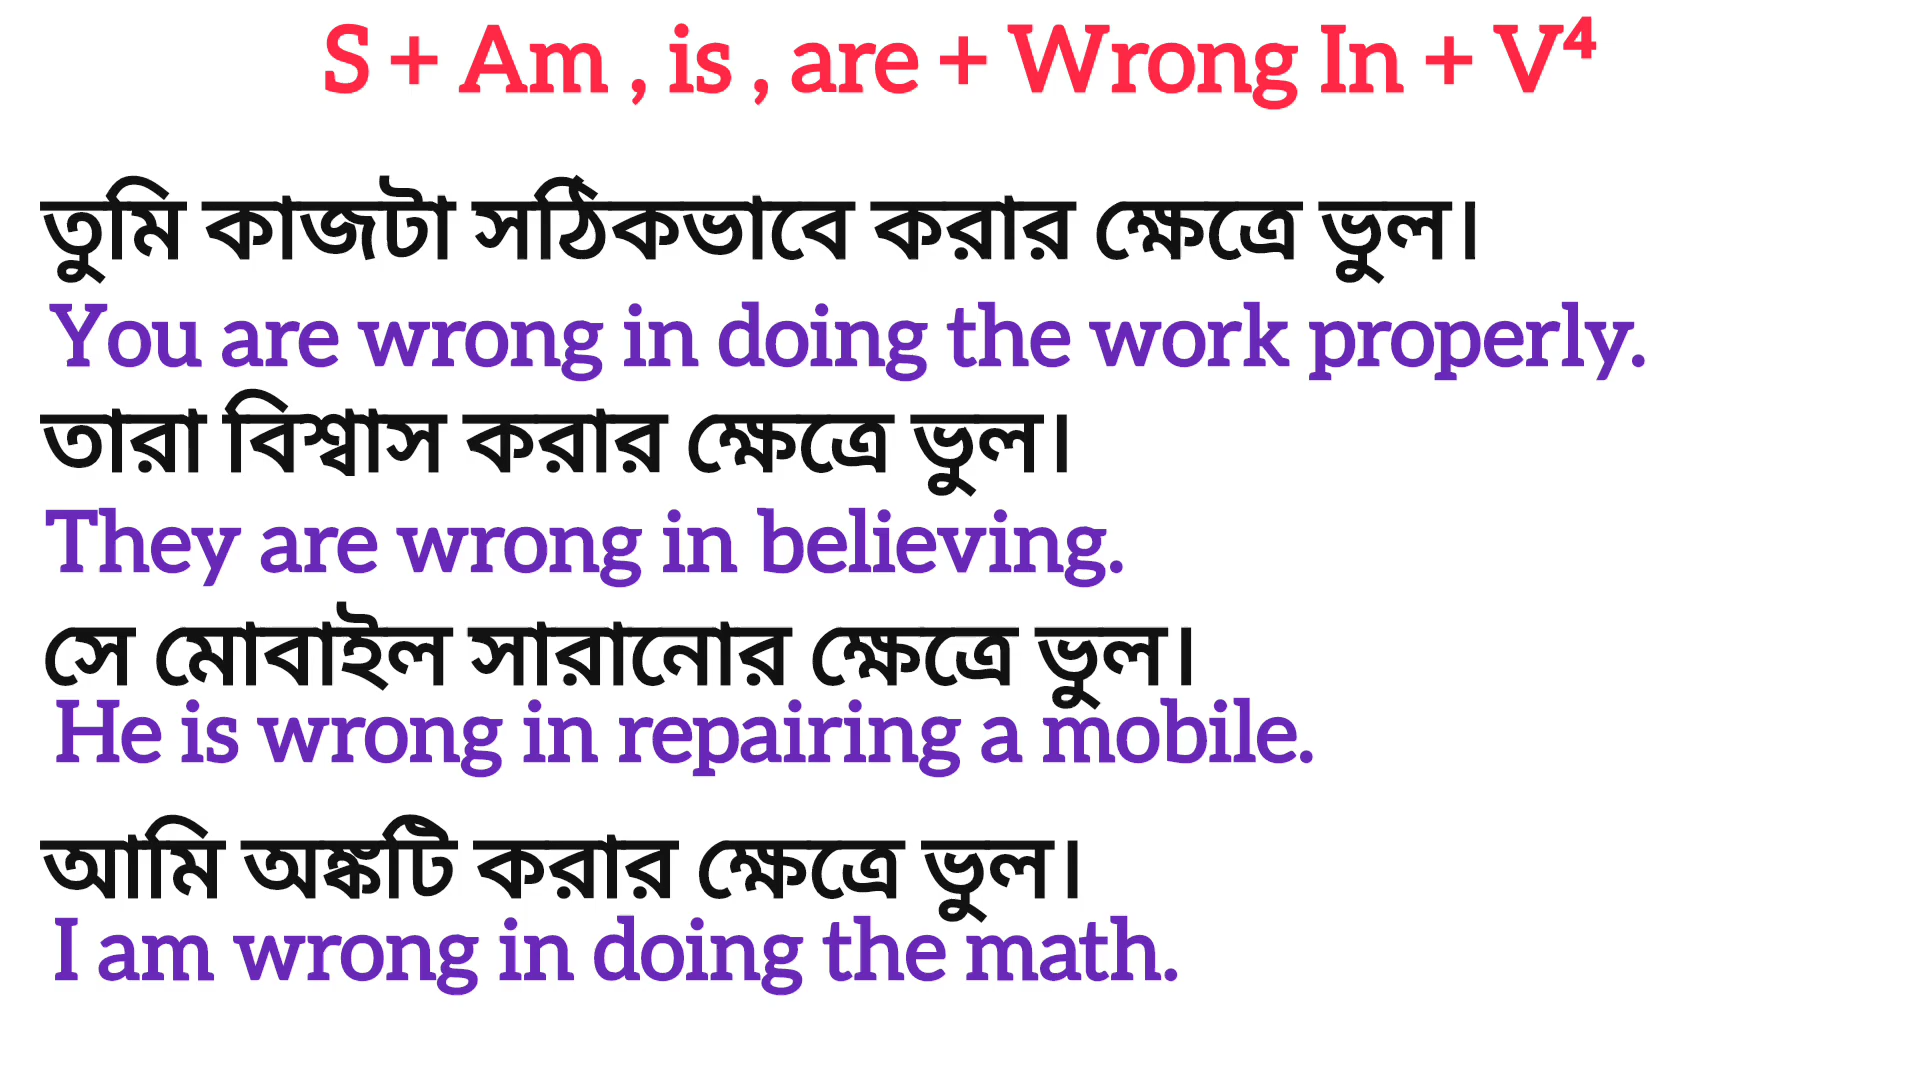 S + Am , is , are + Wrong In + V⁴
তুমি কাজটা সঠিকভাবে করার ক্ষেত্রে ভুল।
You are wrong in doing the work properly.
তারা বিশ্বাস করার ক্ষেত্রে ভুল।
They are wrong in believing.
সে মোবাইল সারানোর ক্ষেত্রে ভুল।
He is wrong in repairing a mobile.
আমি অঙ্কটি করার ক্ষেত্রে ভুল।
I am wrong in doing the math.